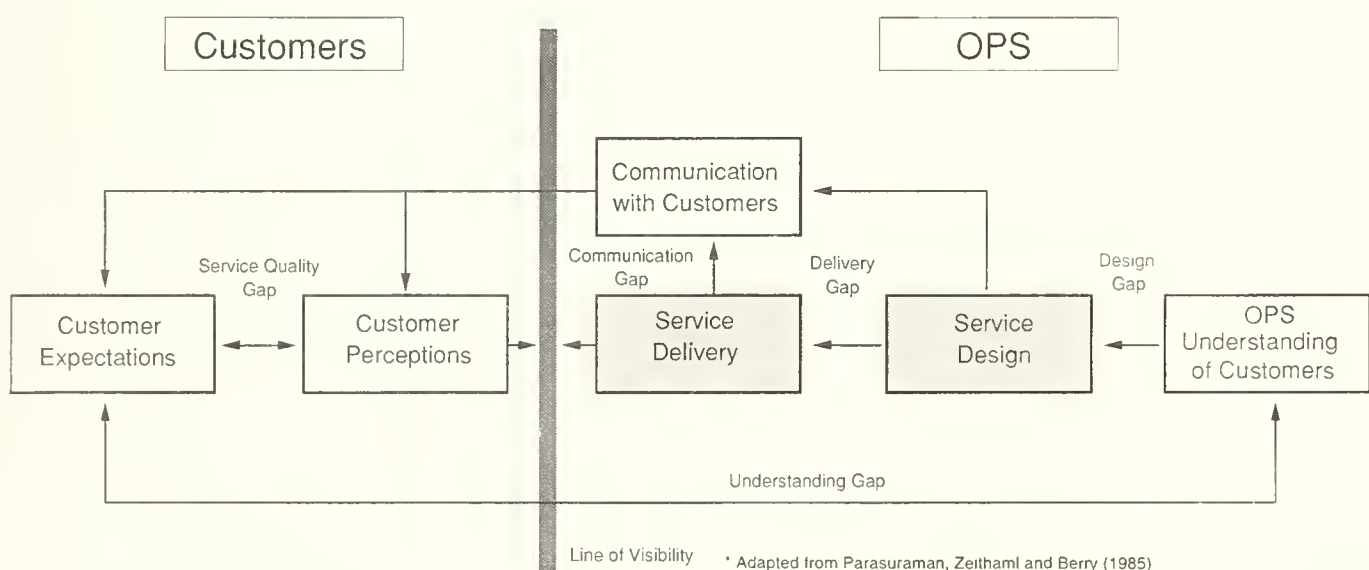 Customers
OPS
Communication
with Customers
Service Quality
Gap
Communication
Gap
Delivery
Gap
Design
Gap
Customer
Expectations
Customer
Perceptions
Service
Delivery
Service
Design
OPS
Understanding
of Customers
Understanding Gap
Line of Visibility
* Adapted from Parasuraman, Zeithaml and Berry (1985)